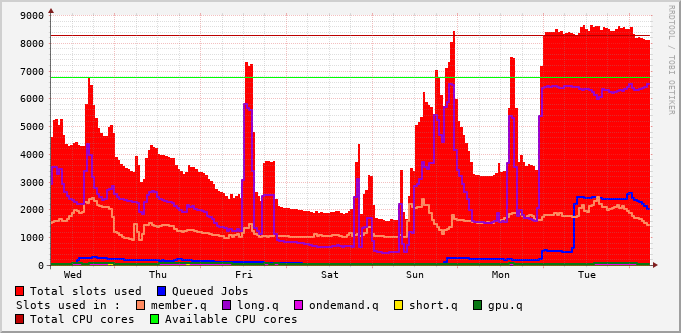 9000
8000
7000
6000
5000
4000
3000
2000
1000
0
Wed Thu Fri Sat Sun Mon Tue
RRDTOOL / TOBI OETIKER
Total slots used Queued Jobs
Slots used in : member.q long.q ondemand.q short.q gpu.q
Total CPU cores Available CPU cores